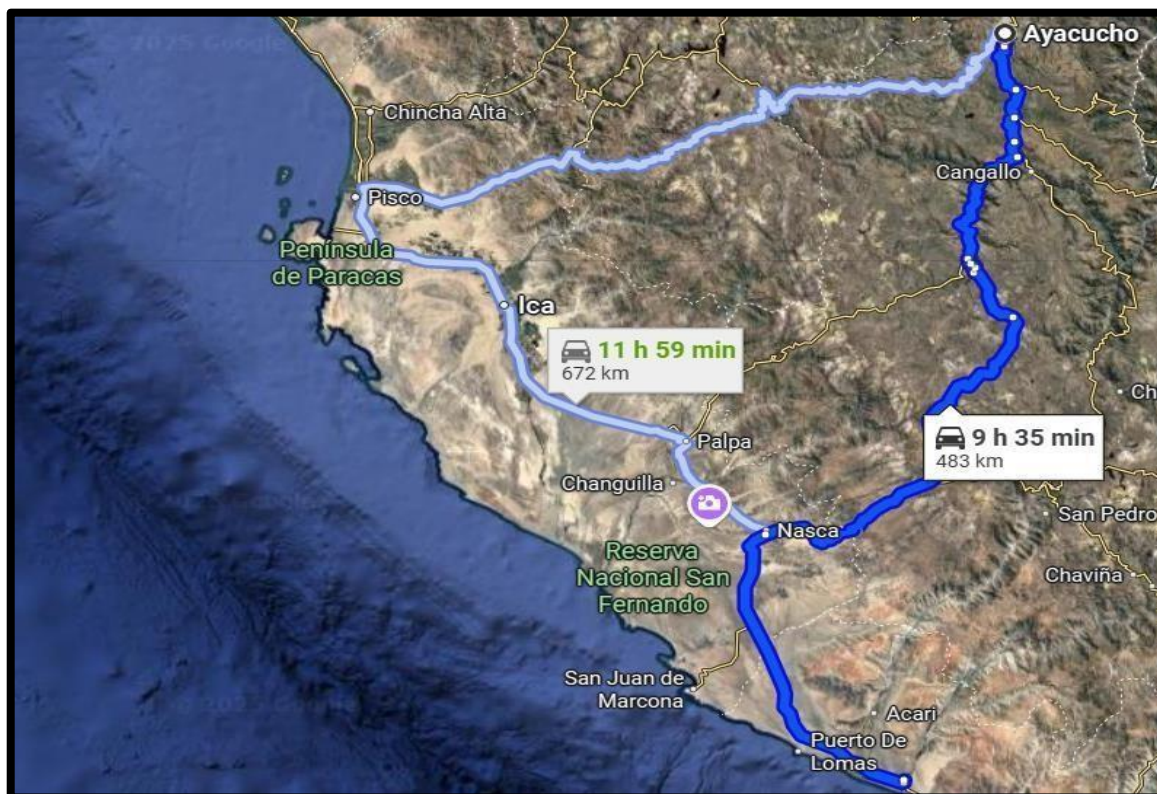 Ayacucho
Chincha Alta
Cangallo
Pisco
Península
de Paracas
Ica
11 h 59 min
672 km
9 h 35 min
483 km
Palpa
Changuilla
San Pedro
Nasca
Reserva
Nacional San
Fernando
Chaviña
San Juan de
Marcona
Acari
Puerto De
Lomas